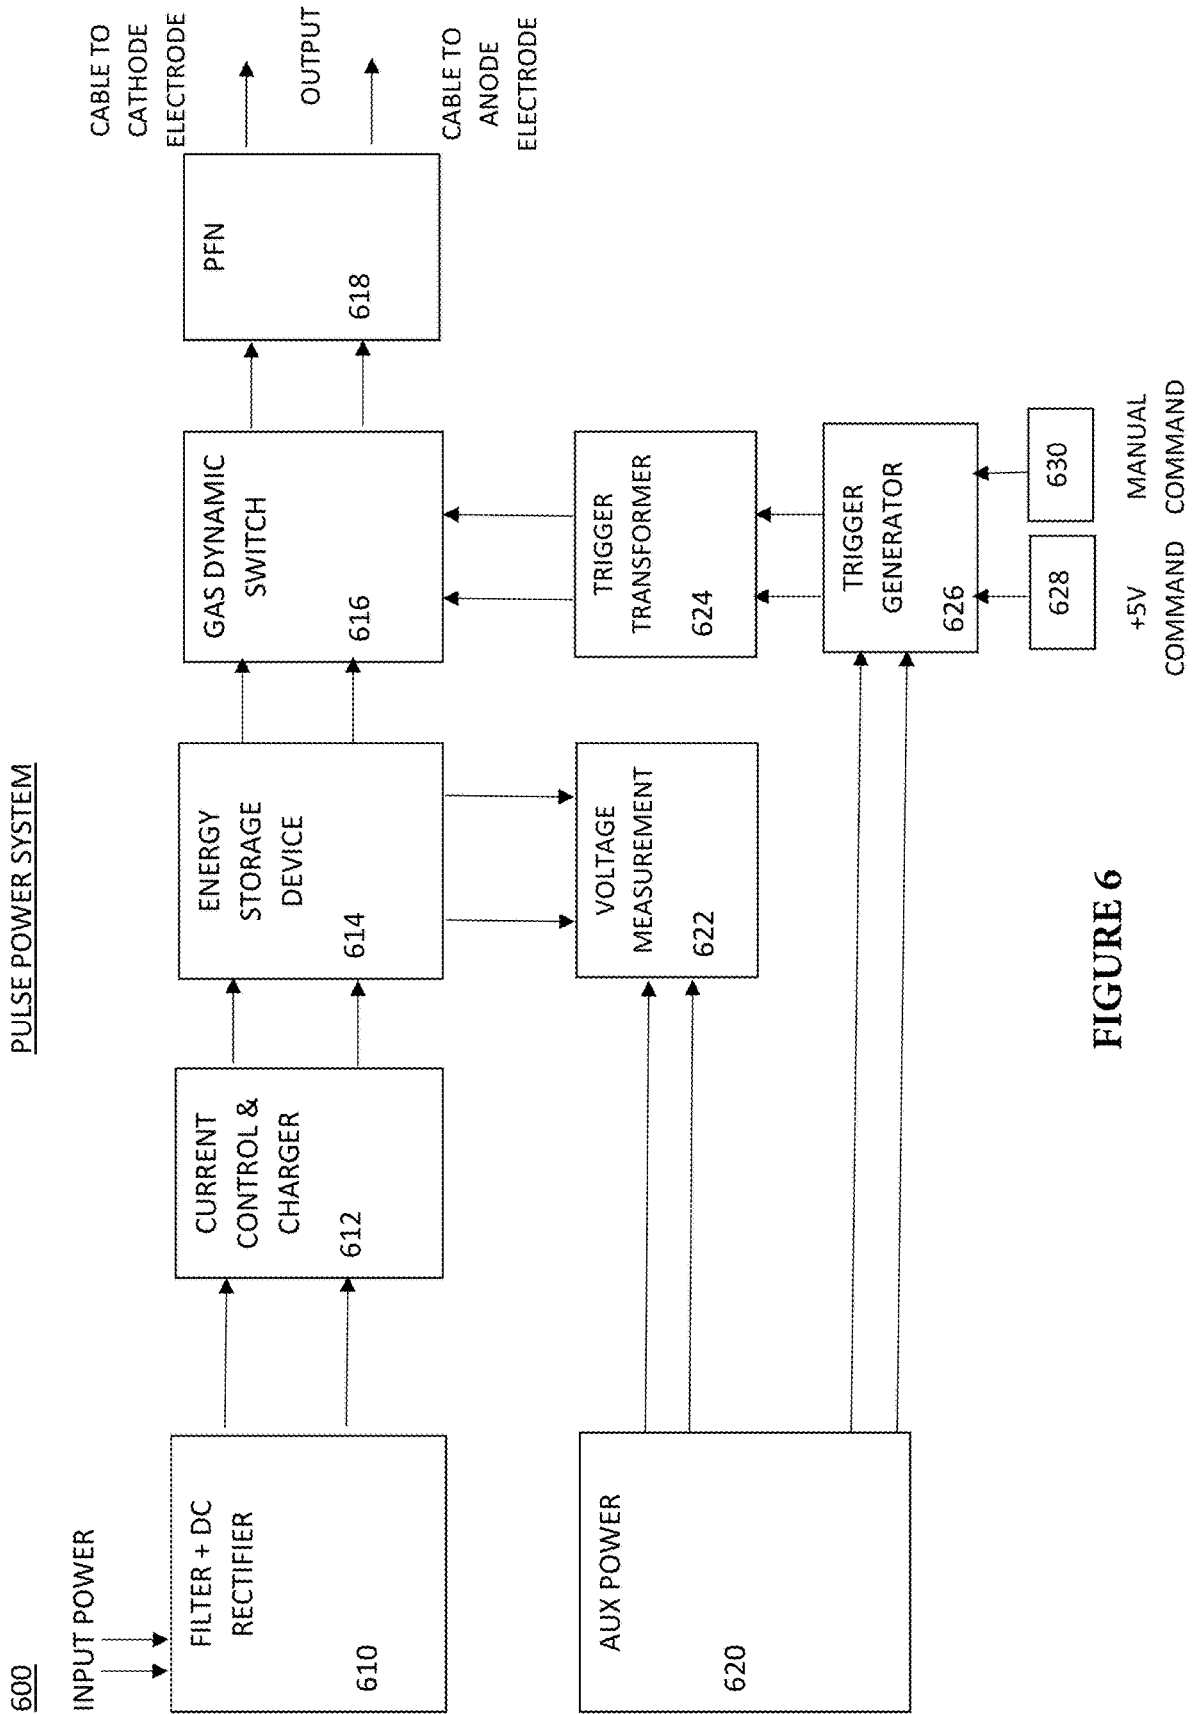 600
PULSE POWER SYSTEM
INPUT POWER
FILTER + DC
RECTIFIER
610
CURRENT
CONTROL &
CHARGER
612
ENERGY
STORAGE
DEVICE
614
GAS DYNAMIC
SWITCH
616
PFN
618
CABLE TO
CATHODE
ELECTRODE
OUTPUT
CABLE TO
ANODE
ELECTRODE
AUX POWER
620
VOLTAGE
MEASUREMENT
622
TRIGGER
TRANSFORMER
624
TRIGGER
GENERATOR
626
628
+5V
COMMAND
630
MANUAL
COMMAND
FIGURE 6